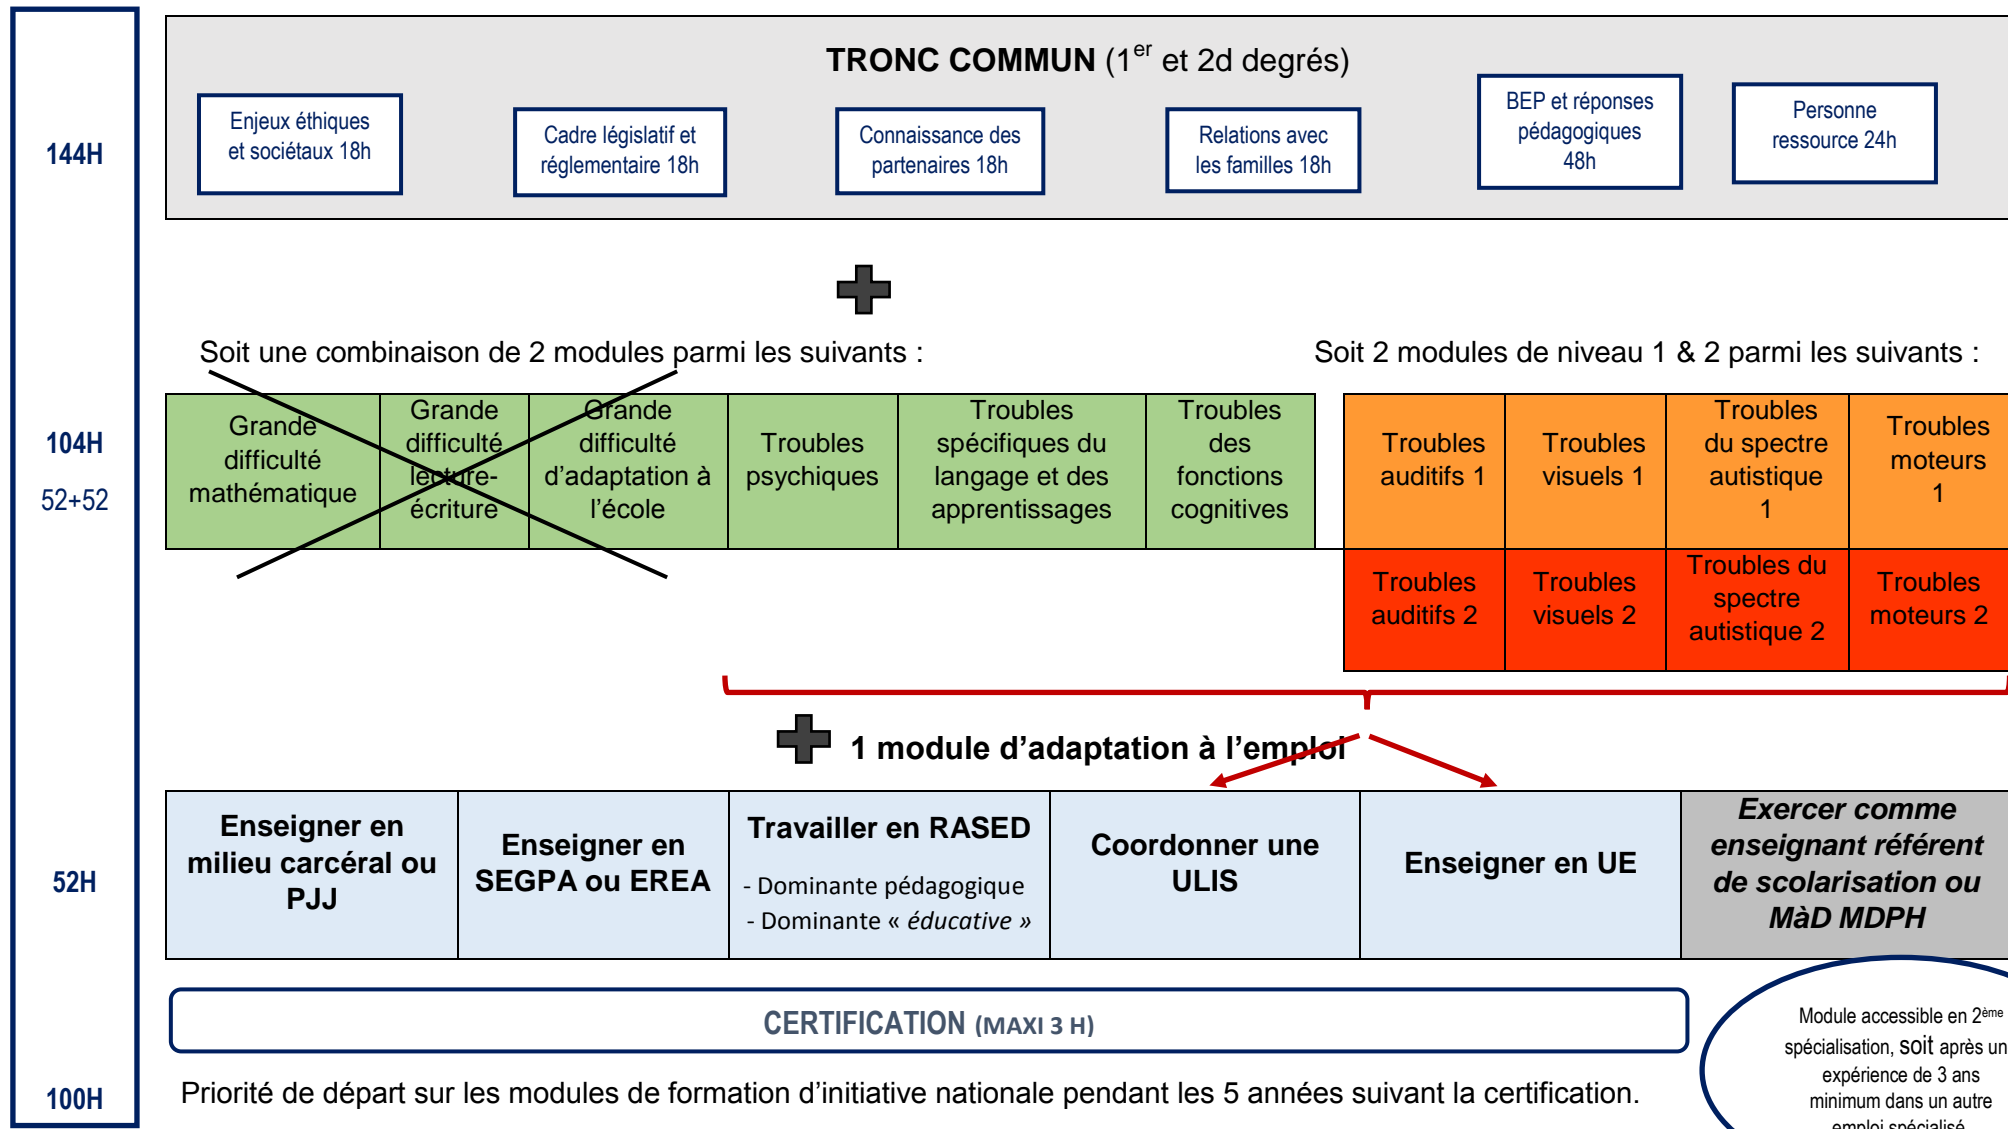 TRONC COMMUN (1er et 2d degrés)
144H
Enjeux éthiques
et sociétaux 18h
Cadre législatif et
réglementaire 18h
Connaissance des
partenaires 18h
Relations avec
les familles 18h
BEP et réponses
pédagogiques
48h
Personne
ressource 24h
Soit une combinaison de 2 modules parmi les suivants :
Soit 2 modules de niveau 1 & 2 parmi les suivants :
104H
52+52
Grande
difficulté
mathématique
Grande
difficulté
lecture-
écriture
Grande
difficulté
d'adaptation à
l'école
Troubles
psychiques
Troubles
spécifiques du
langage et des
apprentissages
Troubles
des
fonctions
cognitives
Troubles
auditifs 1
Troubles
visuels 1
Troubles
du spectre
autistique
1
Troubles
moteurs
1
Troubles
auditifs 2
Troubles
visuels 2
Troubles du
spectre
autistique 2
Troubles
moteurs 2
1 module d'adaptation à l'emploi
52H
Enseigner en
milieu carcéral ou
PJJ
Enseigner en
SEGPA ou EREA
Travailler en RASED
- Dominante pédagogique
- Dominante « éducative »
Coordonner une
ULIS
Enseigner en UE
Exercer comme
enseignant référent
de scolarisation ou
MàD MDPH
CERTIFICATION (MAXI 3 H)
100H
Priorité de départ sur les modules de formation d'initiative nationale pendant les 5 années suivant la certification.
Module accessible en 2ème
spécialisation, soit après un
expérience de 3 ans
minimum dans un autre
emploi spécialisé